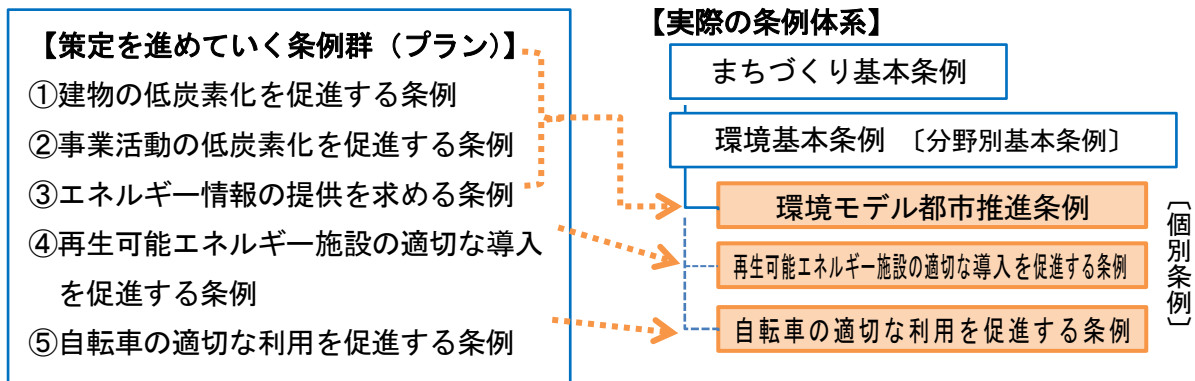 【策定を進めていく条例群（プラン）】
①建物の低炭素化を促進する条例
②事業活動の低炭素化を促進する条例
③エネルギー情報の提供を求める条例
④再生可能エネルギー施設の適切な導入
を促進する条例
⑤自転車の適切な利用を促進する条例
【実際の条例体系】
まちづくり基本条例
環境基本条例 〔分野別基本条例〕
環境モデル都市推進条例
再生可能エネルギー施設の適切な導入を促進する条例
自転車の適切な利用を促進する条例
〔個別条例〕